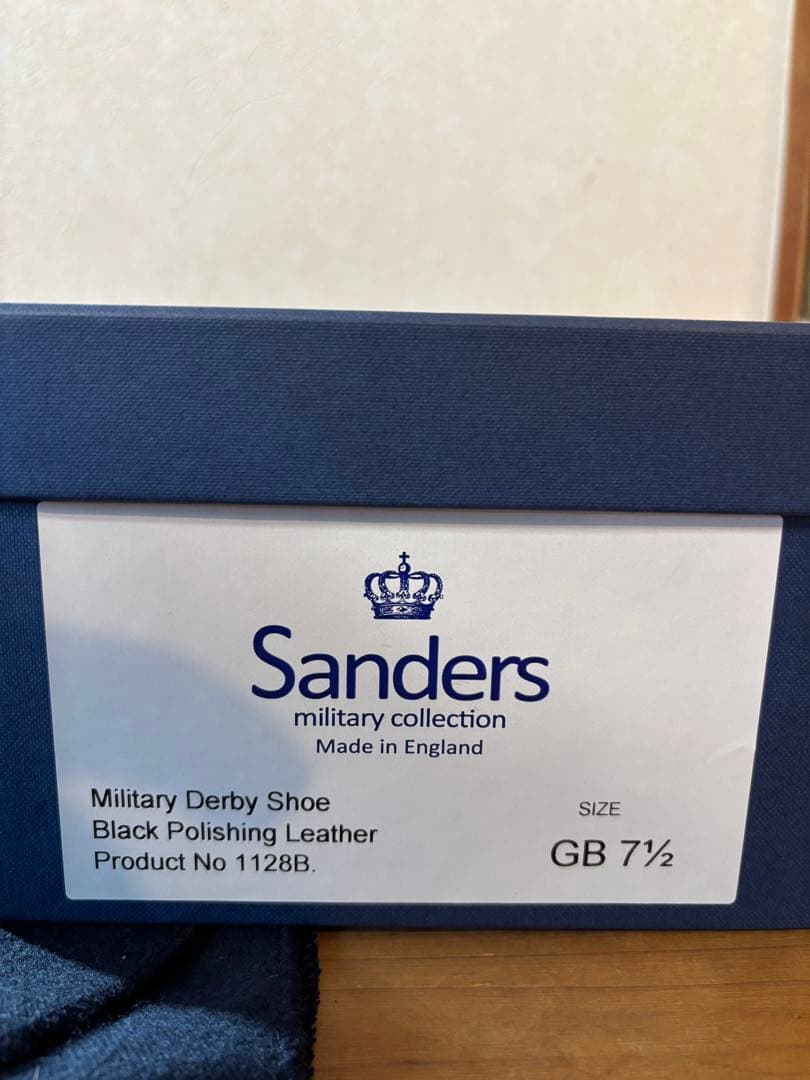 Sanders
military collection
Made in England
Military Derby Shoe
Black Polishing Leather
Product No 1128B.
SIZE
GB 7½